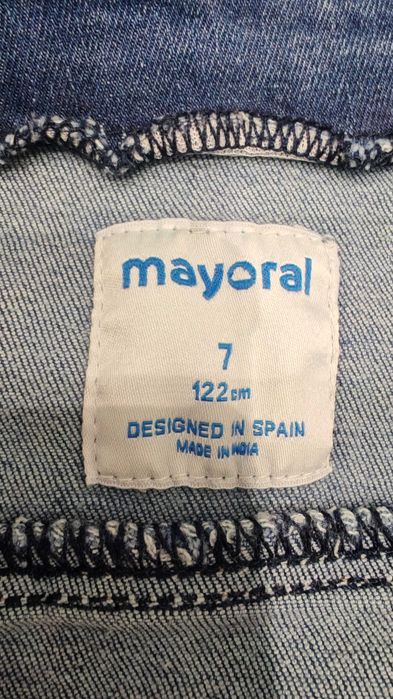 mayoral
7
122cm
DESIGNED IN SPAIN
MADE IN INDIA